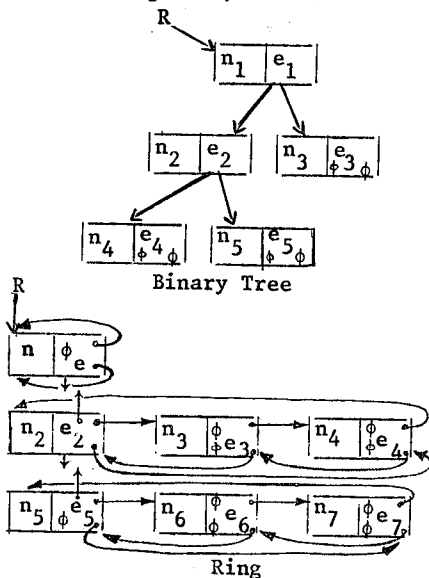 R
n1 e1
n2 e2 n3 e3 φ φ
n4 e4 φ φ n5 e5 φ φ
Binary Tree
R
n φ e
n2 e2 n3 φ φ e3 n4 φ φ e4
n5 φ e5 n6 φ φ e6 n7 φ φ e7
Ring